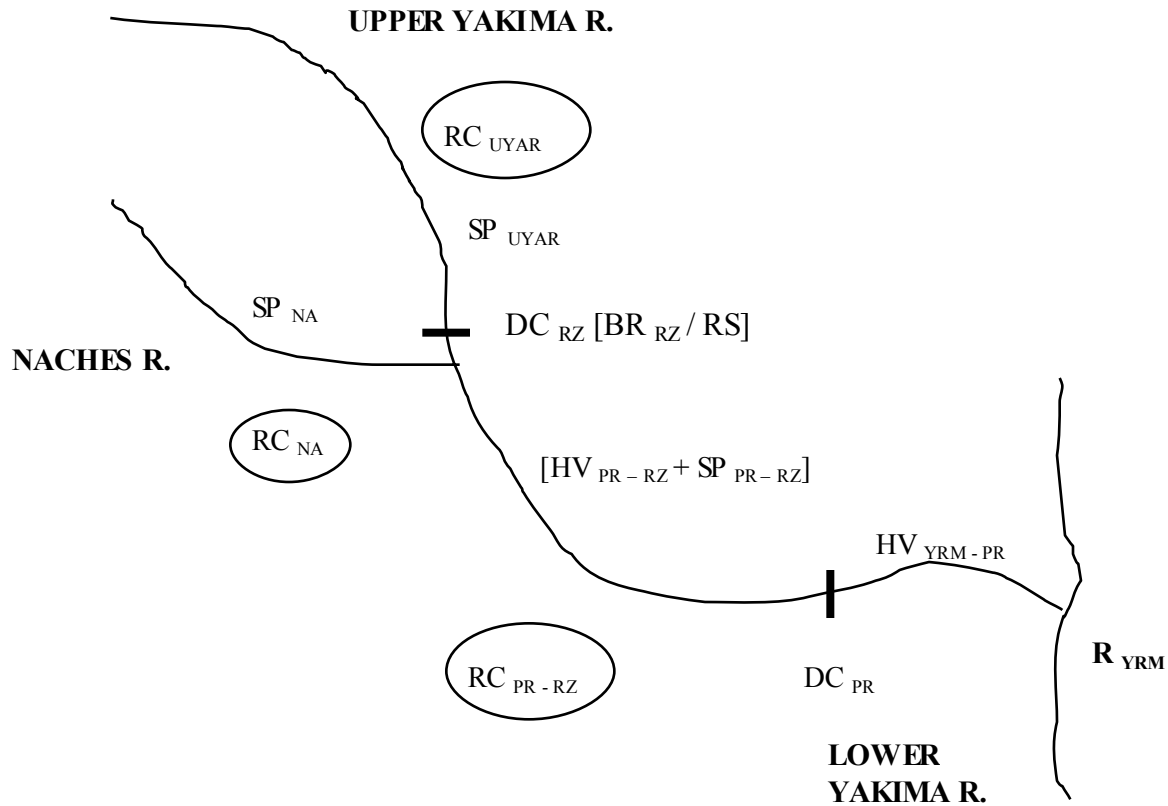 UPPER YAKIMA R.
RC UYAR
SP UYAR
SP NA
DC RZ [BR RZ / RS]
NACHES R.
RC NA
[HV PR – RZ + SP PR – RZ]
HV YRM - PR
R YRM
RC PR - RZ
DC PR
LOWER
YAKIMA R.